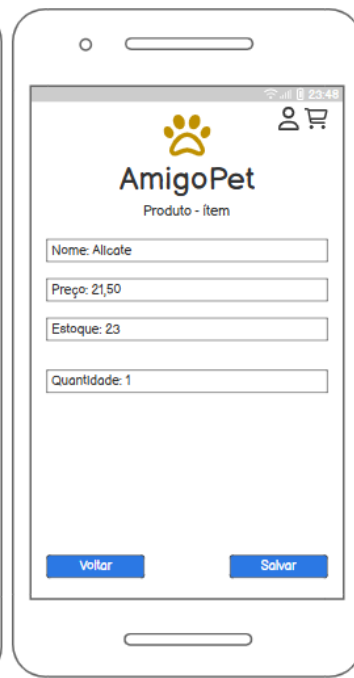 23:48
AmigoPet
Produto - ítem
Nome: Alicate
Preço: 21,50
Estoque: 23
Quantidade: 1
Voltar Salvar